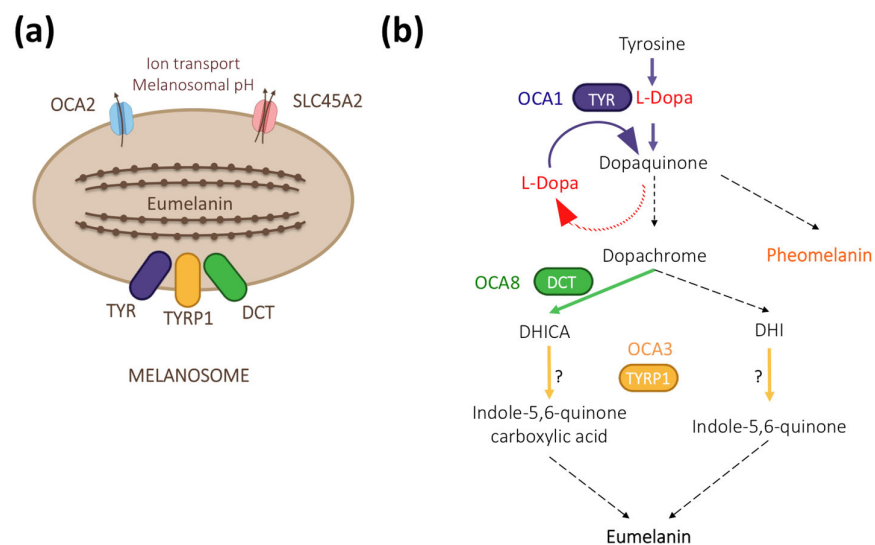 (a)
Ion transport
Melanosomal pH
OCA2
SLC45A2
Eumelanin
TYR
TYRP1
DCT
MELANOSOME
(b)
Tyrosine
OCA1
TYR
L-Dopa
Dopaquinone
L-Dopa
Dopachrome
Pheomelanin
OCA8
DCT
DHICA
DHI
OCA3
TYRP1
?
?
Indole-5,6-quinone
carboxylic acid
Indole-5,6-quinone
Eumelanin